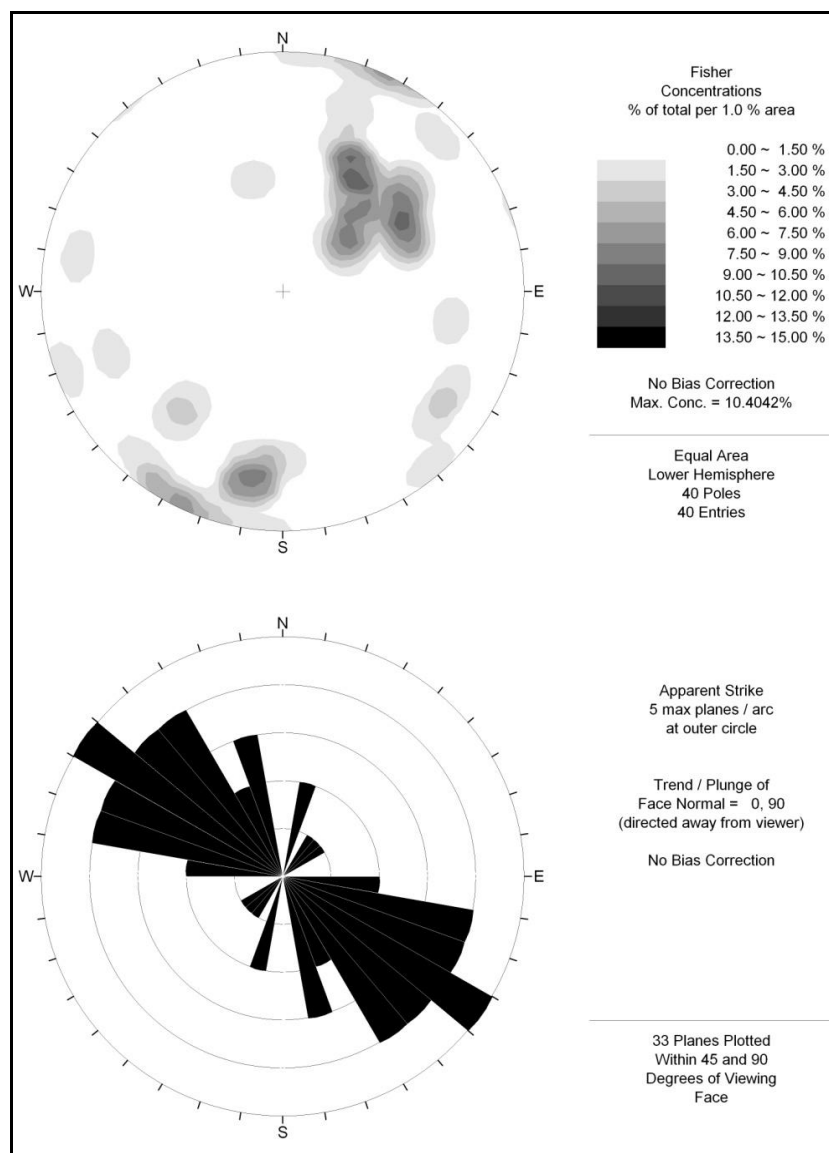 N
W
E
S
Fisher
Concentrations
% of total per 1.0 % area
0.00 ~ 1.50 %
1.50 ~ 3.00 %
3.00 ~ 4.50 %
4.50 ~ 6.00 %
6.00 ~ 7.50 %
7.50 ~ 9.00 %
9.00 ~ 10.50 %
10.50 ~ 12.00 %
12.00 ~ 13.50 %
13.50 ~ 15.00 %
No Bias Correction
Max. Conc. = 10.4042%
Equal Area
Lower Hemisphere
40 Poles
40 Entries
N
W
E
S
Apparent Strike
5 max planes / arc
at outer circle
Trend / Plunge of
Face Normal = 0, 90
(directed away from viewer)
No Bias Correction
33 Planes Plotted
Within 45 and 90
Degrees of Viewing
Face